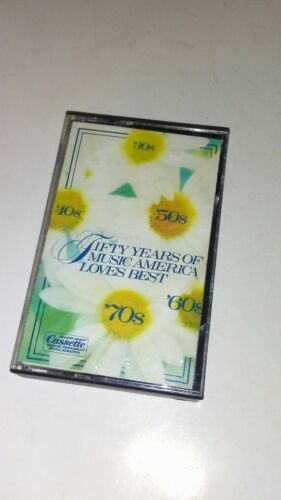 '30s
'40s
'50s
FIFTY YEARS OF
MUSIC AMERICA
LOVES BEST
'60s
'70s
Cassette